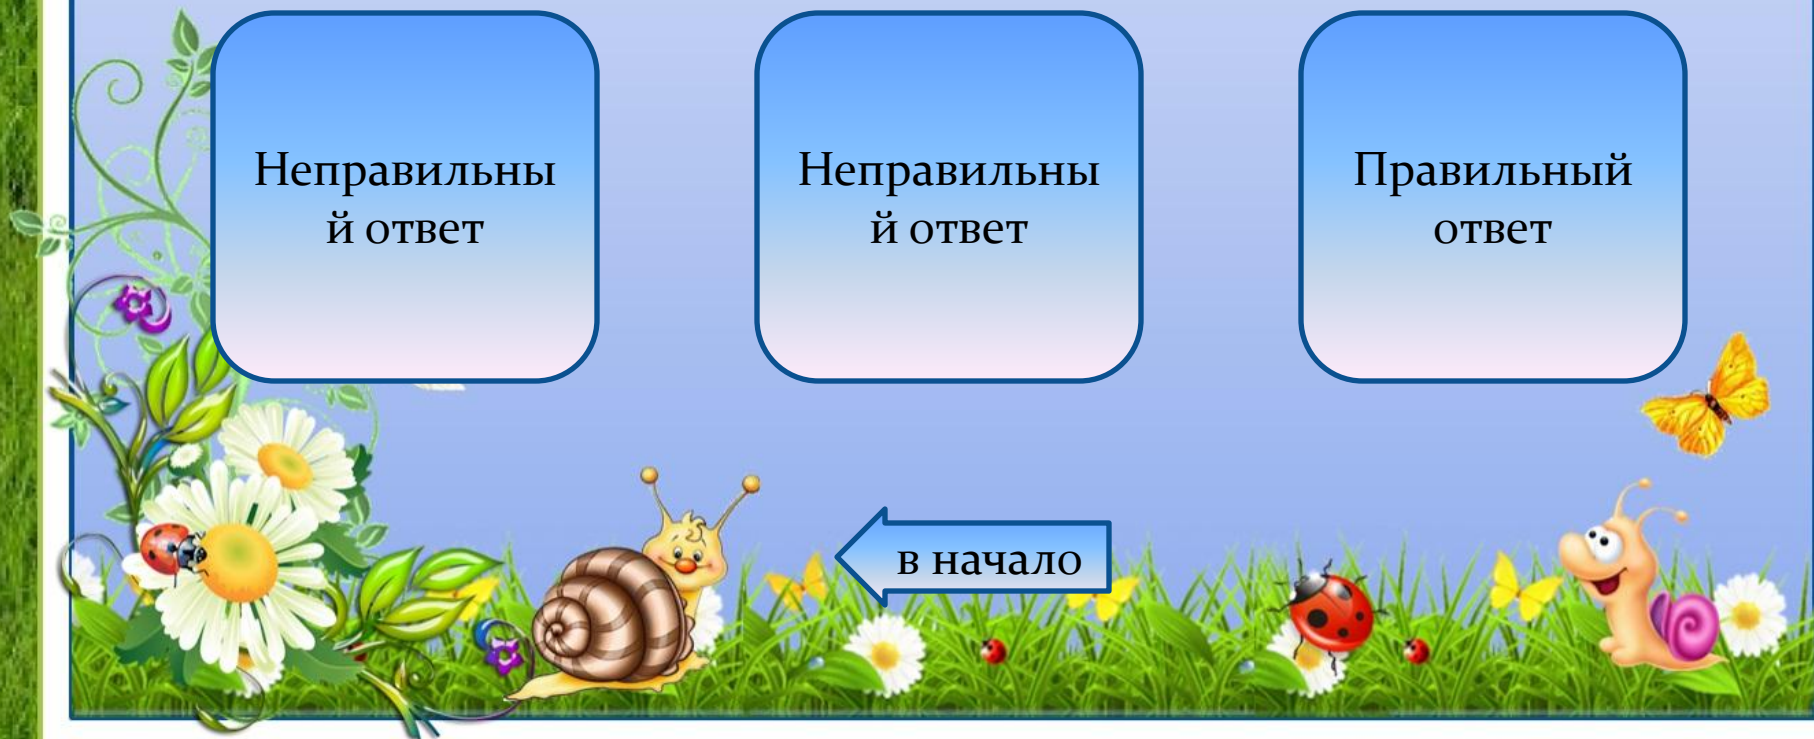 Неправильны
й ответ
Неправильны
й ответ
Правильный
ответ
в начало